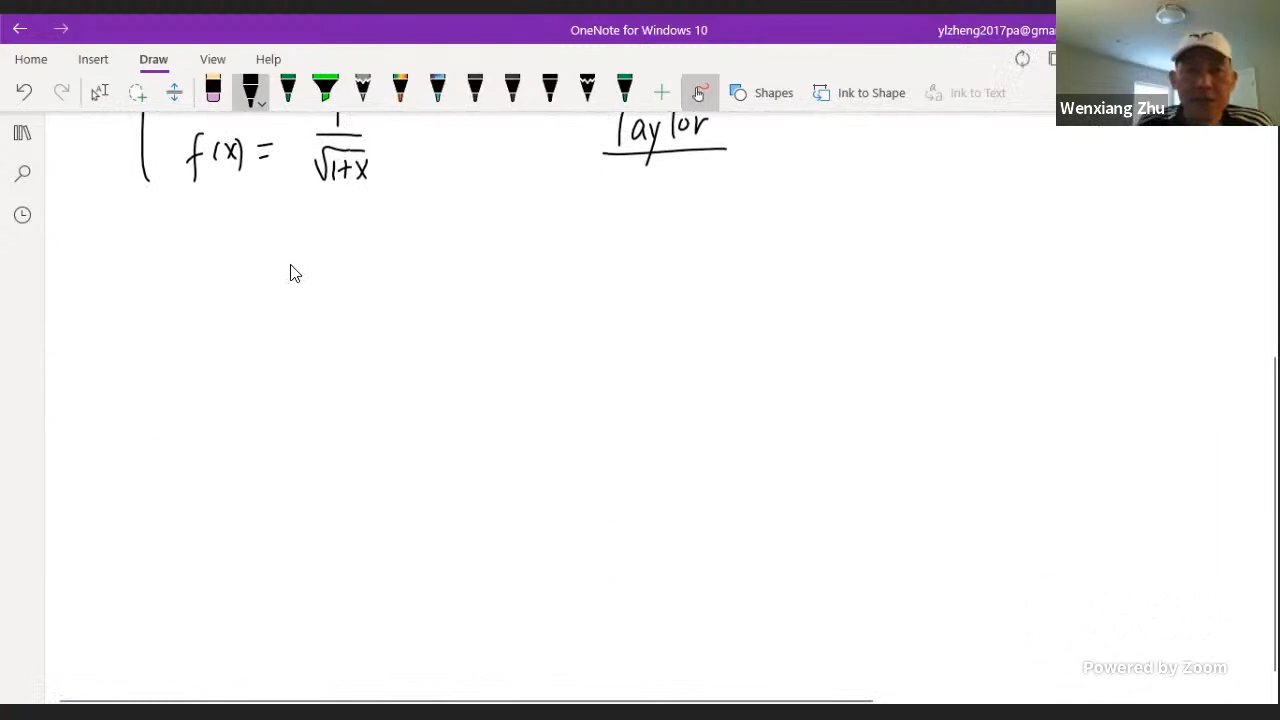 OneNote for Windows 10
ylzheng2017pa@gma
Home Insert Draw View Help
Shapes Ink to Shape Ink to Text
Wenxiang Zhu
f(x) = 1/√1+x
Taylor
Powered by Zoom